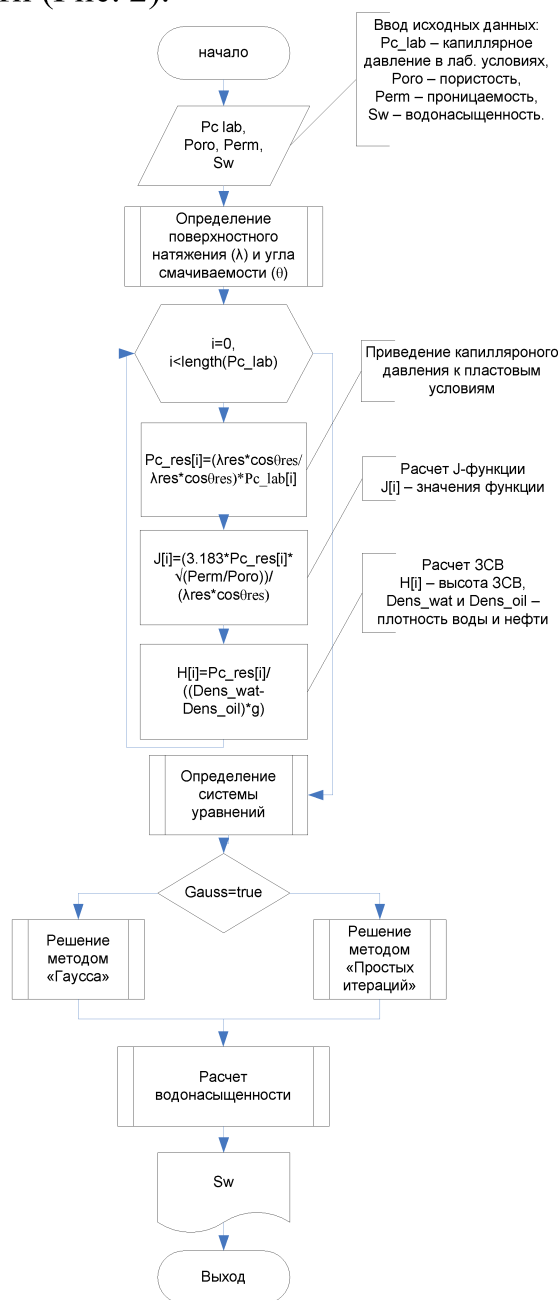 ти (Рис. 2).
начало
Ввод исходных данных:
Pc_lab – капиллярное
давление в лаб. условиях,
Poro – пористость,
Perm – проницаемость,
Sw – водонасыщенность.
Pc lab,
Poro, Perm,
Sw
Определение
поверхностного
натяжения (λ) и угла
смачиваемости (θ)
i=0,
i<length(Pc_lab)
Приведение капилляроного
давления к пластовым
условиям
Pc_res[i]=(λres*cosθres/
λres*cosθres)*Pc_lab[i]
Расчет J-функции
J[i] – значения функции
J[i]=(3.183*Pc_res[i]*
√(Perm/Poro))/
(λres*cosθres)
Расчет ЗСВ
H[i] – высота ЗСВ,
Dens_wat и Dens_oil –
плотность воды и нефти
H[i]=Pc_res[i]/
((Dens_wat-
Dens_oil)*g)
Определение
системы
уравнений
Gauss=true
Решение
методом
«Гаусса»
Решение
методом
«Простых
итераций»
Расчет
водонасыщенности
Sw
Выход